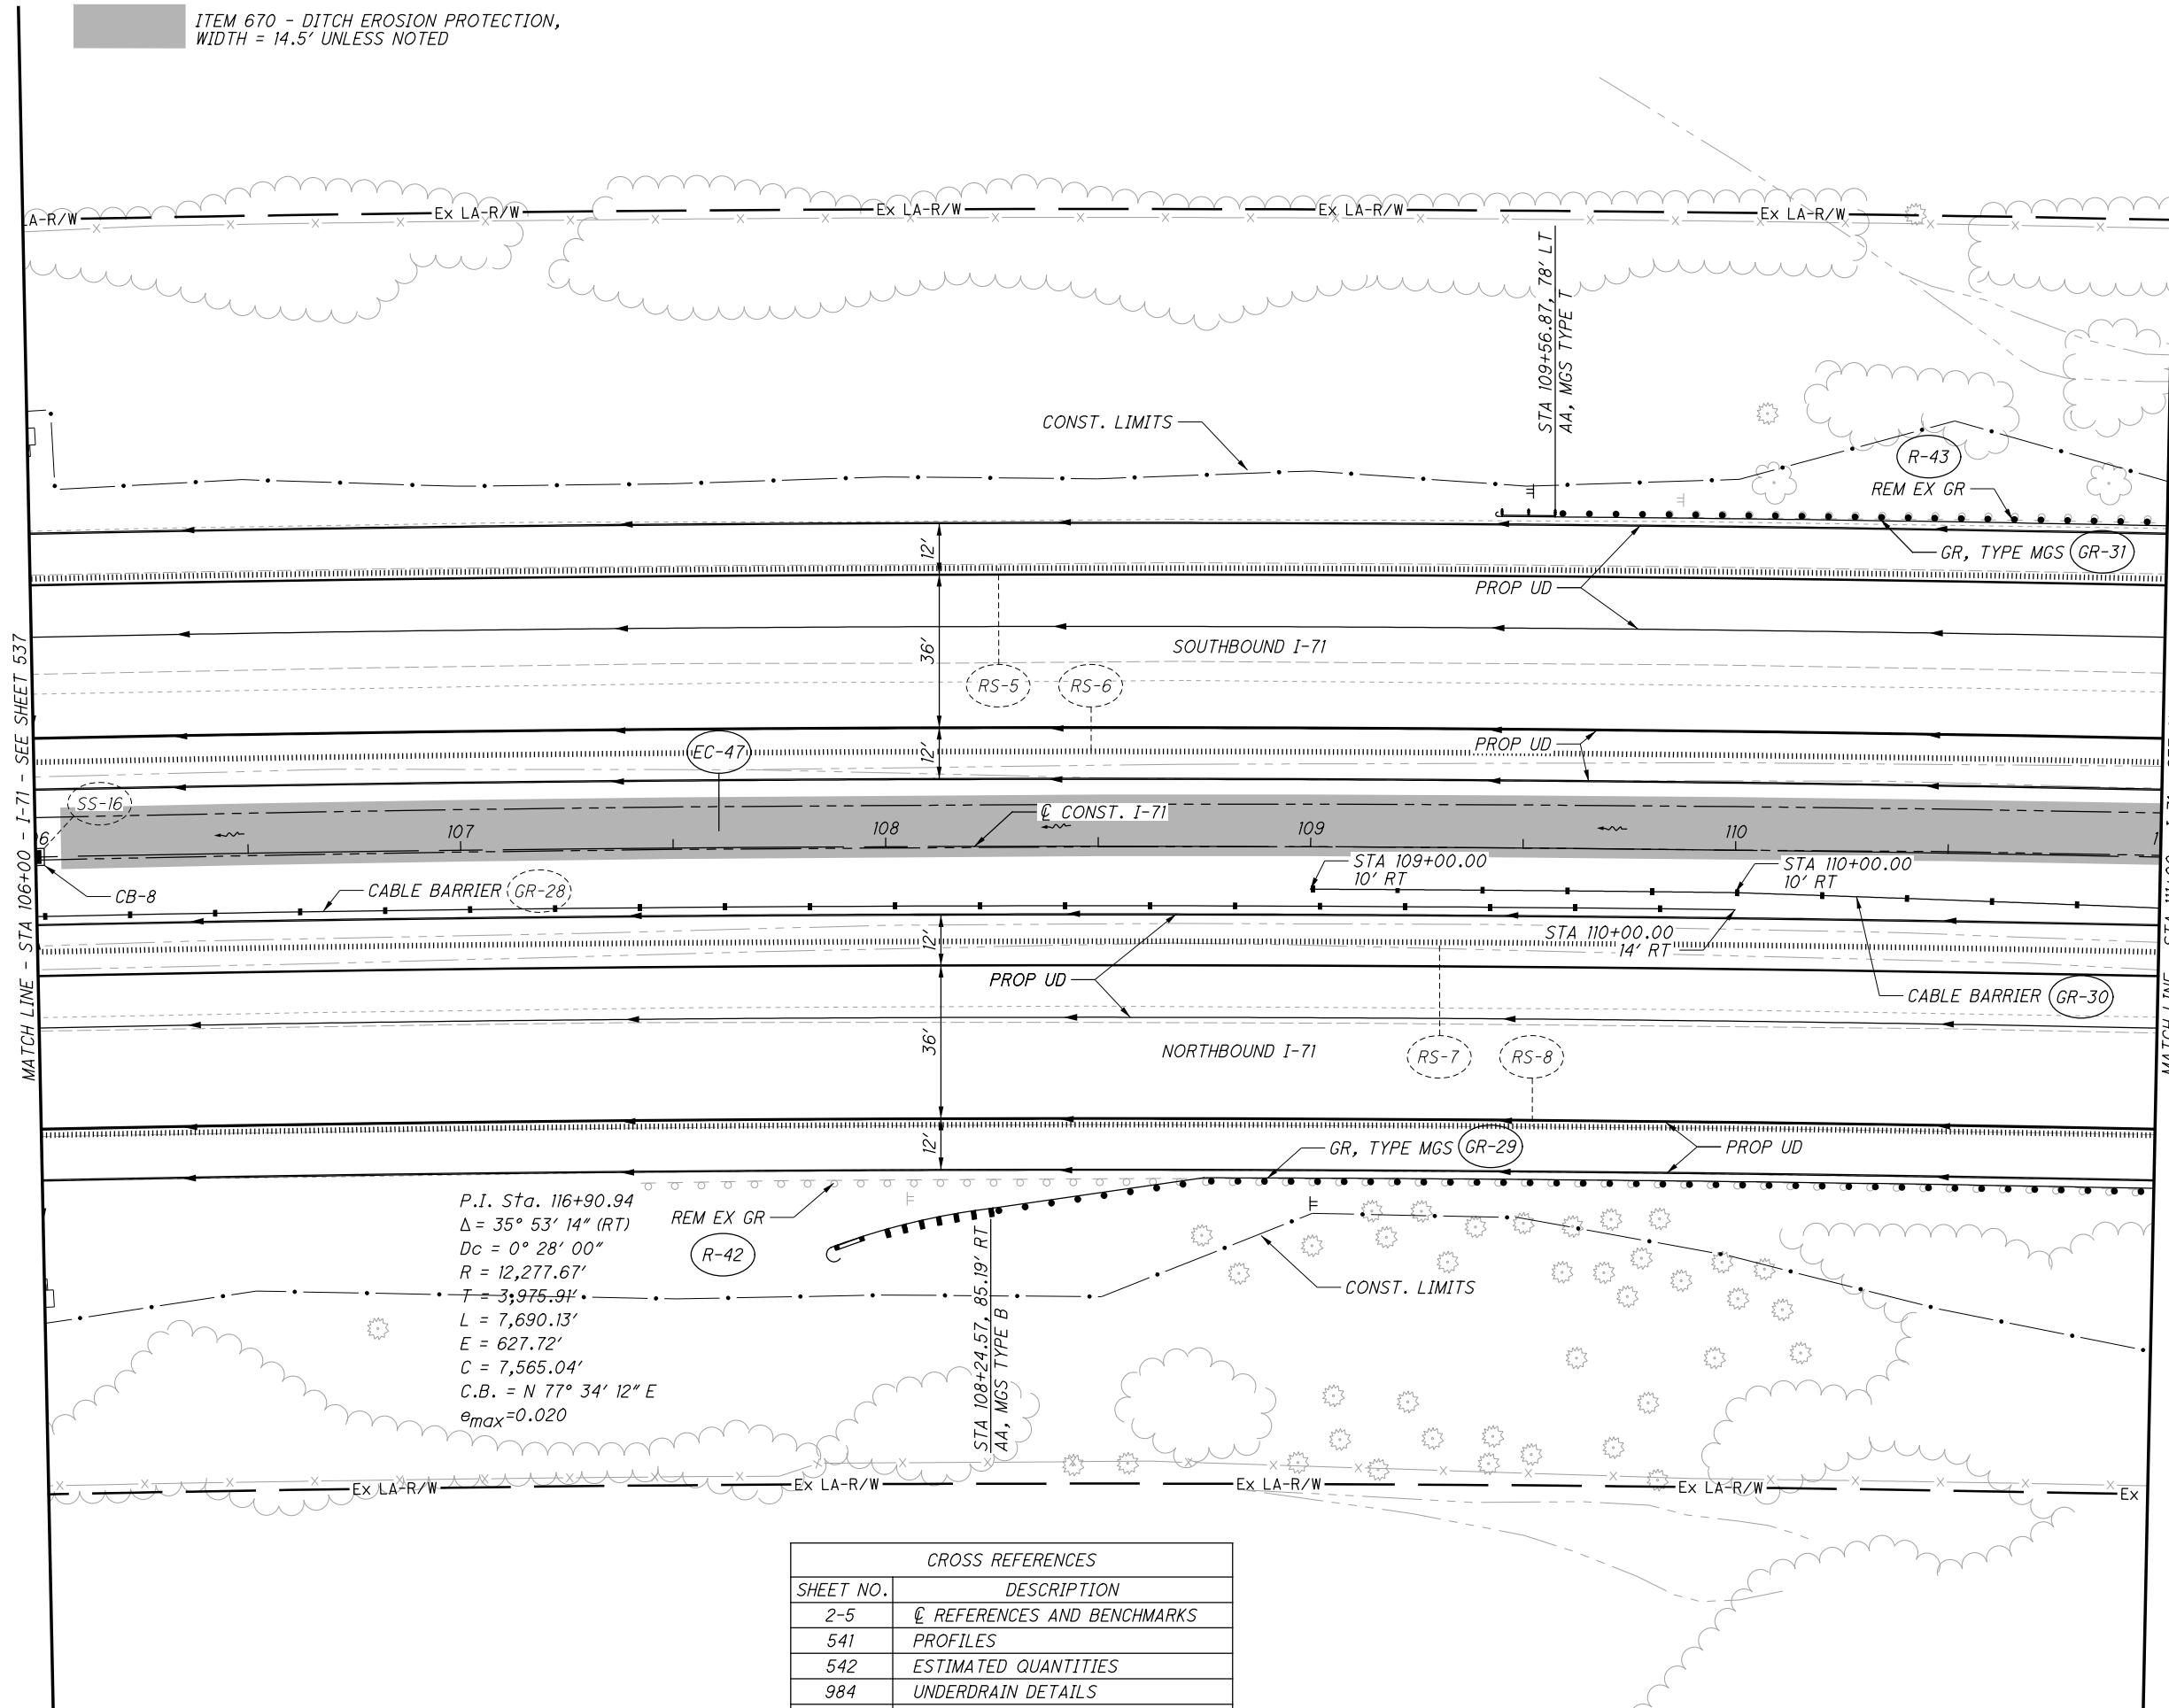 ITEM 670 - DITCH EROSION PROTECTION,
WIDTH = 14.5' UNLESS NOTED
LA-R/W
Ex LA-R/W
Ex LA-R/W
Ex LA-R/W
Ex LA-R/W
STA 109+56.87, 78' LT
AA, MGS TYPE T
CONST. LIMITS
R-43
REM EX GR
GR, TYPE MGS
GR-31
12'
PROP UD
36'
SOUTHBOUND I-71
RS-5
RS-6
EC-47
12'
PROP UD
SS-16
MATCH LINE - STA 106+00 - I-71 - SEE SHEET 537
107
108
109
110
℄ CONST. I-71
CB-8
CABLE BARRIER
GR-28
STA 109+00.00
10' RT
STA 110+00.00
10' RT
12'
STA 110+00.00
14' RT
PROP UD
CABLE BARRIER
GR-30
36'
NORTHBOUND I-71
RS-7
RS-8
12'
GR, TYPE MGS
GR-29
PROP UD
P.I. Sta. 116+90.94
Δ = 35° 53' 14" (RT)
Dc = 0° 28' 00"
R = 12,277.67'
T = 3,975.91'
L = 7,690.13'
E = 627.72'
C = 7,565.04'
C.B. = N 77° 34' 12" E
emax=0.020
REM EX GR
R-42
STA 108+24.57, 85.19' RT
AA, MGS TYPE B
CONST. LIMITS
Ex LA-R/W
Ex LA-R/W
Ex LA-R/W
Ex LA-R/W
Ex
CROSS REFERENCES
SHEET NO. DESCRIPTION
2-5 ℄ REFERENCES AND BENCHMARKS
541 PROFILES
542 ESTIMATED QUANTITIES
984 UNDERDRAIN DETAILS